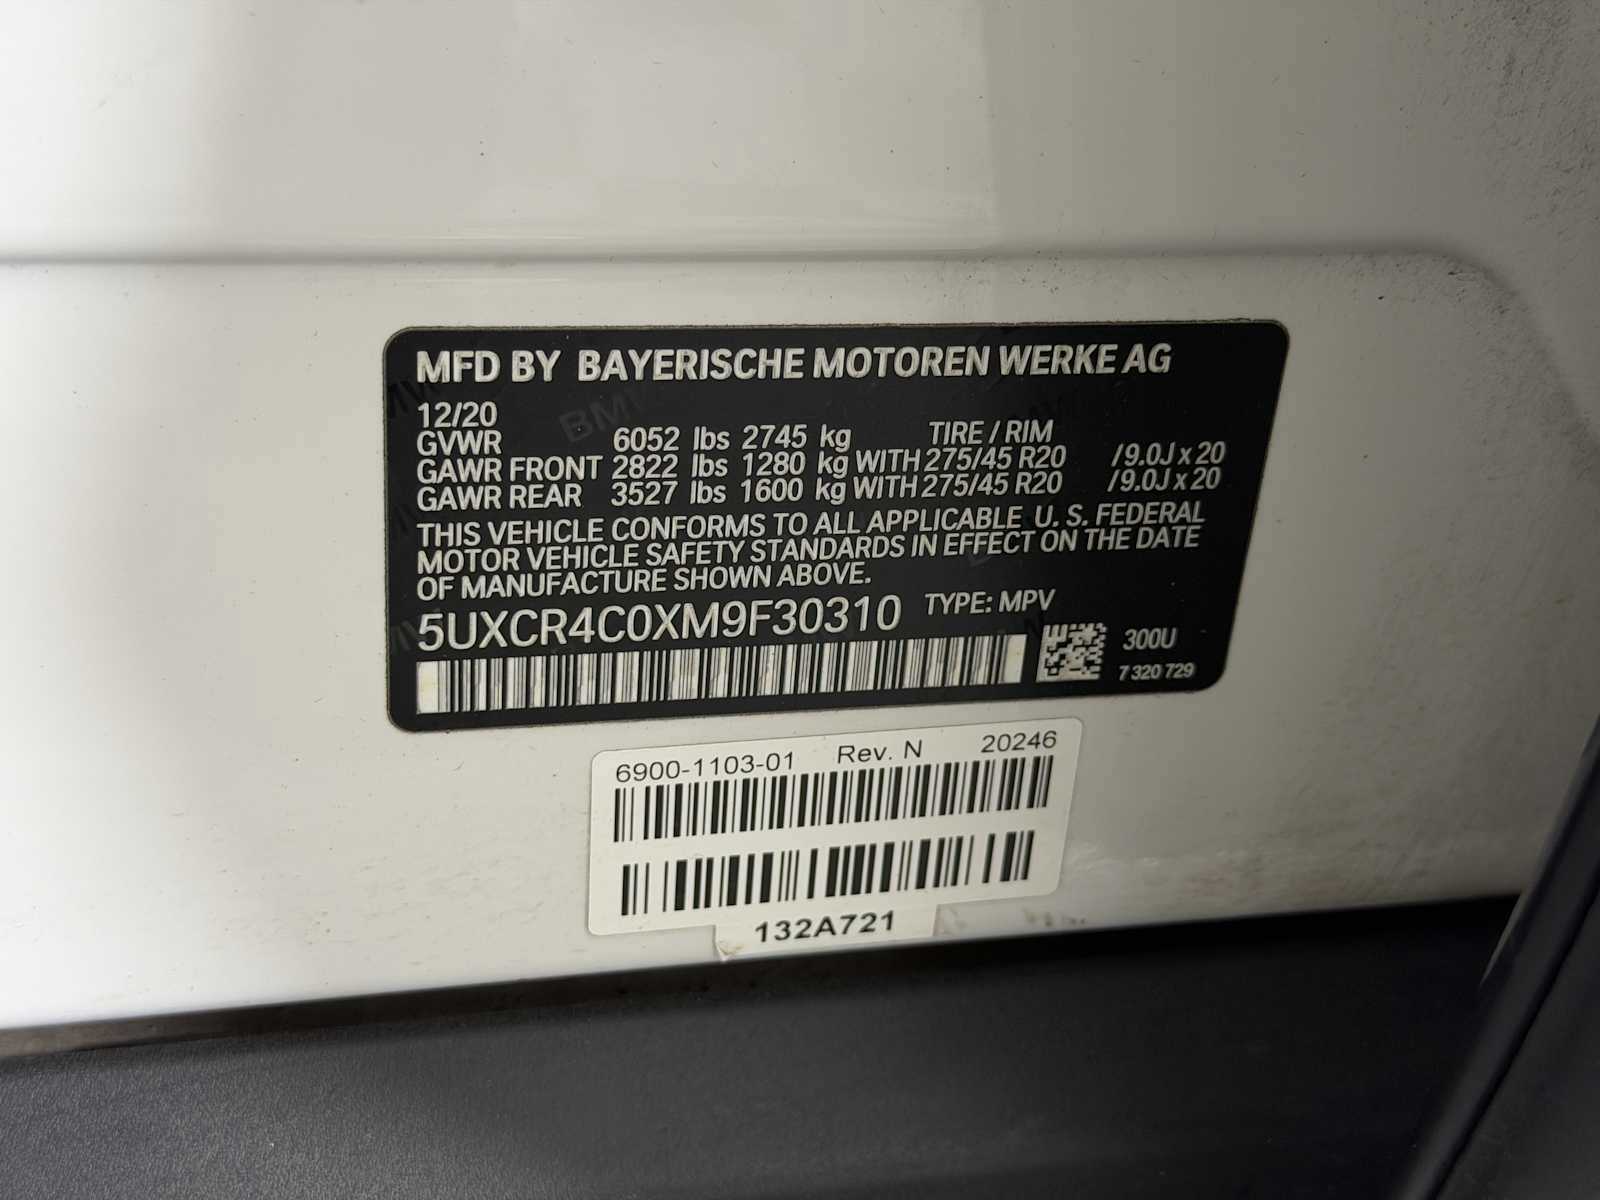 MFD BY BAYERISCHE MOTOREN WERKE AG
12/20
GVWR 6052 lbs 2745 kg TIRE / RIM
GAWR FRONT 2822 lbs 1280 kg WITH 275/45 R20 /9.0J x 20
GAWR REAR 3527 lbs 1600 kg WITH 275/45 R20 /9.0J x 20
THIS VEHICLE CONFORMS TO ALL APPLICABLE U. S. FEDERAL
MOTOR VEHICLE SAFETY STANDARDS IN EFFECT ON THE DATE
OF MANUFACTURE SHOWN ABOVE.
5UXCR4C0XM9F30310 TYPE: MPV
300U
7 320 729
6900-1103-01 Rev. N 20246
132A721